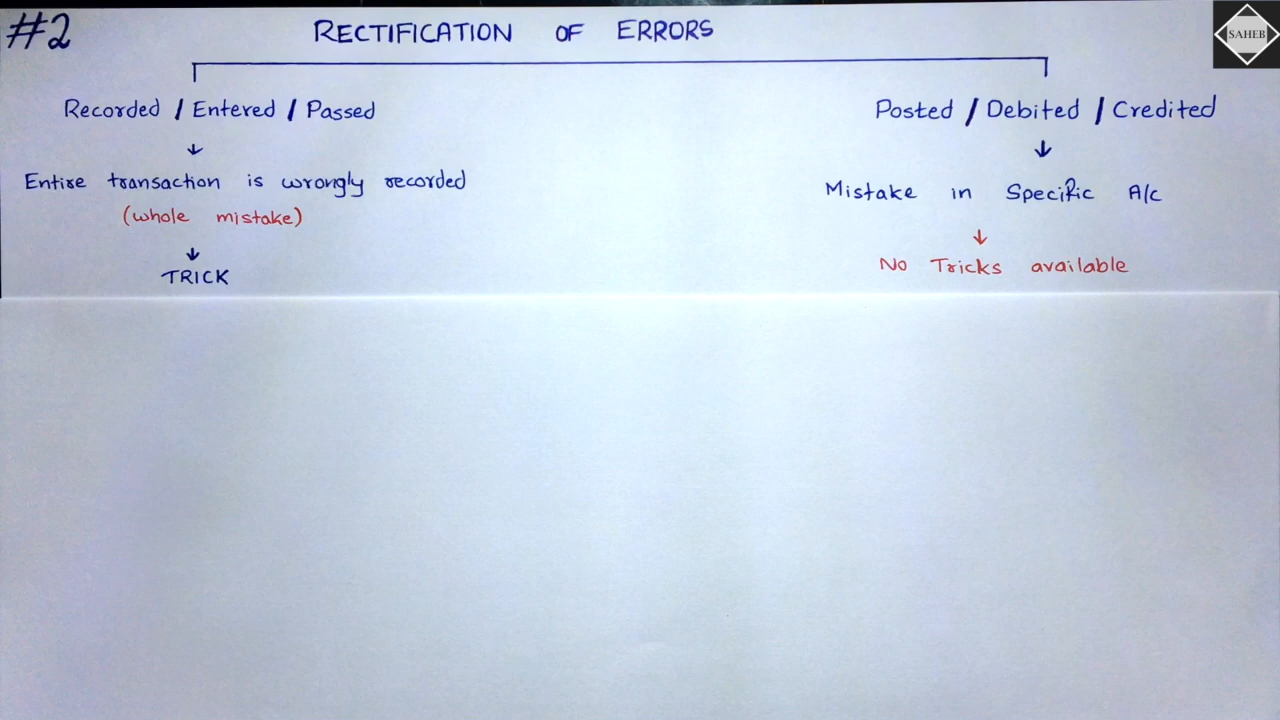 #2
RECTIFICATION OF ERRORS
SAHEB
Recorded / Entered / Passed
Posted / Debited / Credited
Entire transaction is wrongly recorded
(whole mistake)
TRICK
Mistake in Specific A/c
No Tricks available